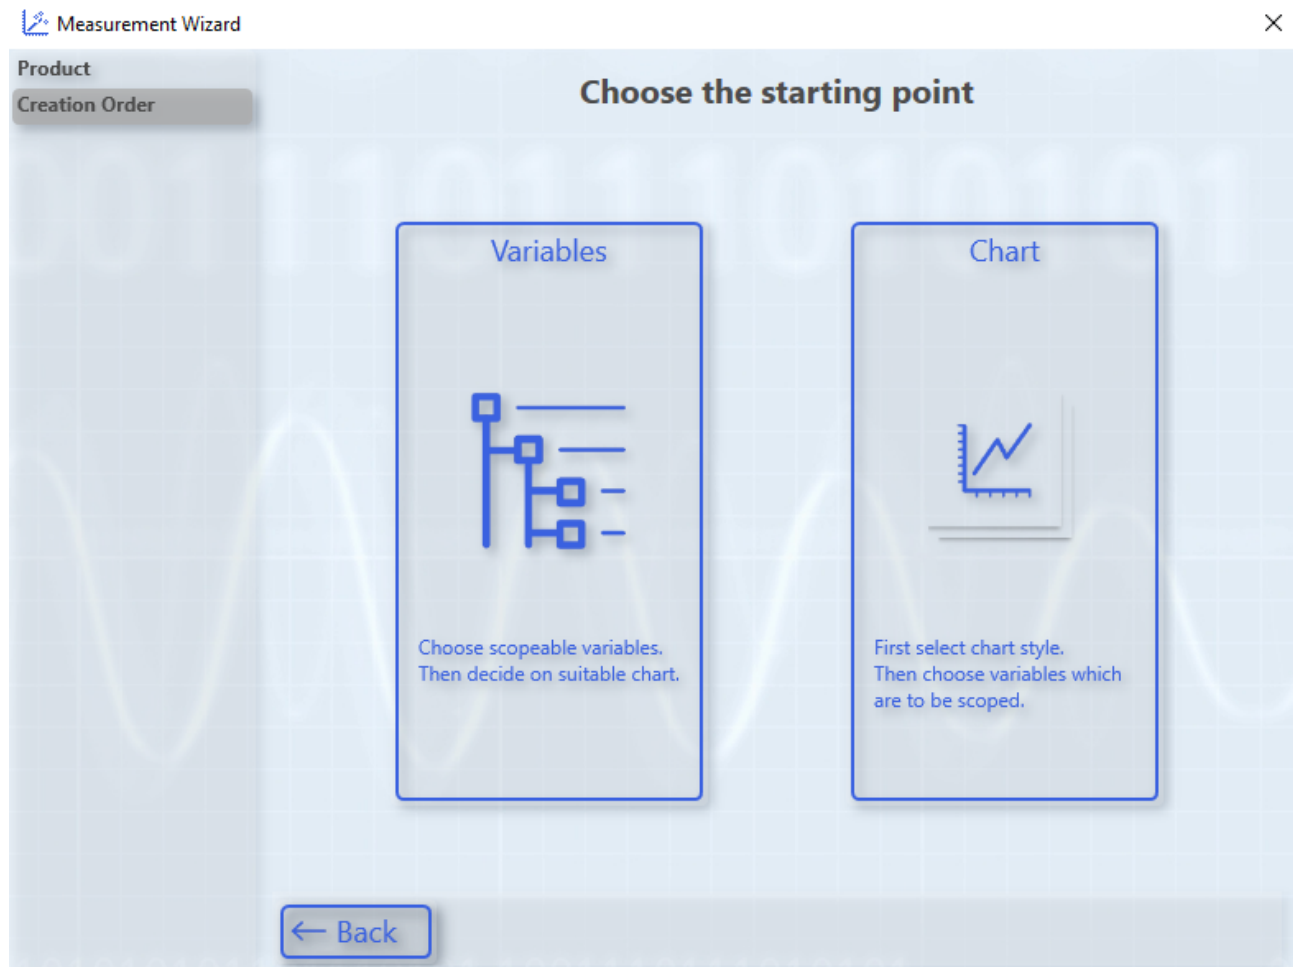 Measurement Wizard
Product
Creation Order
Choose the starting point
Variables
Choose scopeable variables.
Then decide on suitable chart.
Chart
First select chart style.
Then choose variables which
are to be scoped.
Back